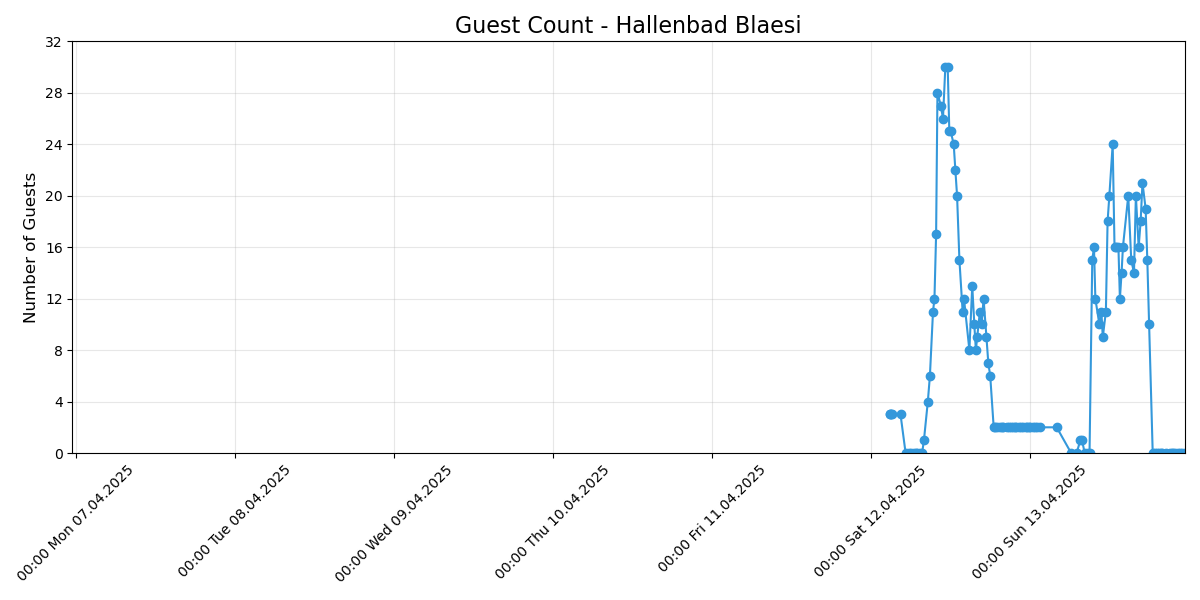 Guest Count - Hallenbad Blaesi
Number of Guests
32
28
24
20
16
12
8
4
0
00:00 Mon 07.04.2025
00:00 Tue 08.04.2025
00:00 Wed 09.04.2025
00:00 Thu 10.04.2025
00:00 Fri 11.04.2025
00:00 Sat 12.04.2025
00:00 Sun 13.04.2025